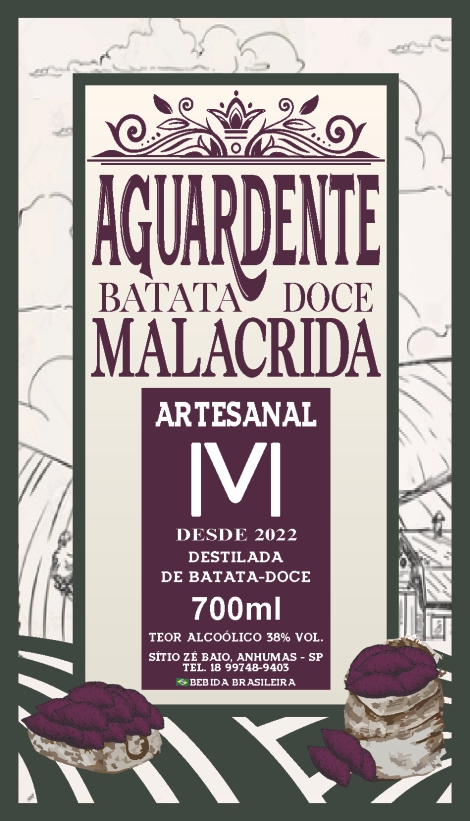 AGUARDENTE
BATATA DOCE
MALACRIDA
ARTESANAL
M
DESDE 2022
DESTILADA
DE BATATA-DOCE
700ml
TEOR ALCOÓLICO 38% VOL.
SÍTIO ZÉ BAIO, ANHUMAS - SP
TEL. 18 99748-9403
BEBIDA BRASILEIRA